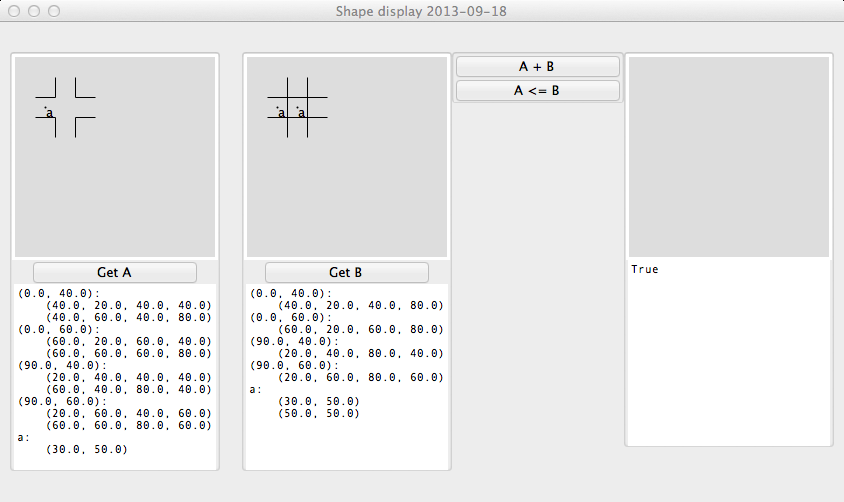 Shape display 2013-09-18
a
Get A
(0.0, 40.0):
(40.0, 20.0, 40.0, 40.0)
(40.0, 60.0, 40.0, 80.0)
(0.0, 60.0):
(60.0, 20.0, 60.0, 40.0)
(60.0, 60.0, 60.0, 80.0)
(90.0, 40.0):
(20.0, 40.0, 40.0, 40.0)
(60.0, 40.0, 80.0, 40.0)
(90.0, 60.0):
(20.0, 60.0, 40.0, 60.0)
(60.0, 60.0, 80.0, 60.0)
a:
(30.0, 50.0)
a a
Get B
(0.0, 40.0):
(40.0, 20.0, 40.0, 80.0)
(0.0, 60.0):
(60.0, 20.0, 60.0, 80.0)
(90.0, 40.0):
(20.0, 40.0, 80.0, 40.0)
(90.0, 60.0):
(20.0, 60.0, 80.0, 60.0)
a:
(30.0, 50.0)
(50.0, 50.0)
A + B
A <= B
True